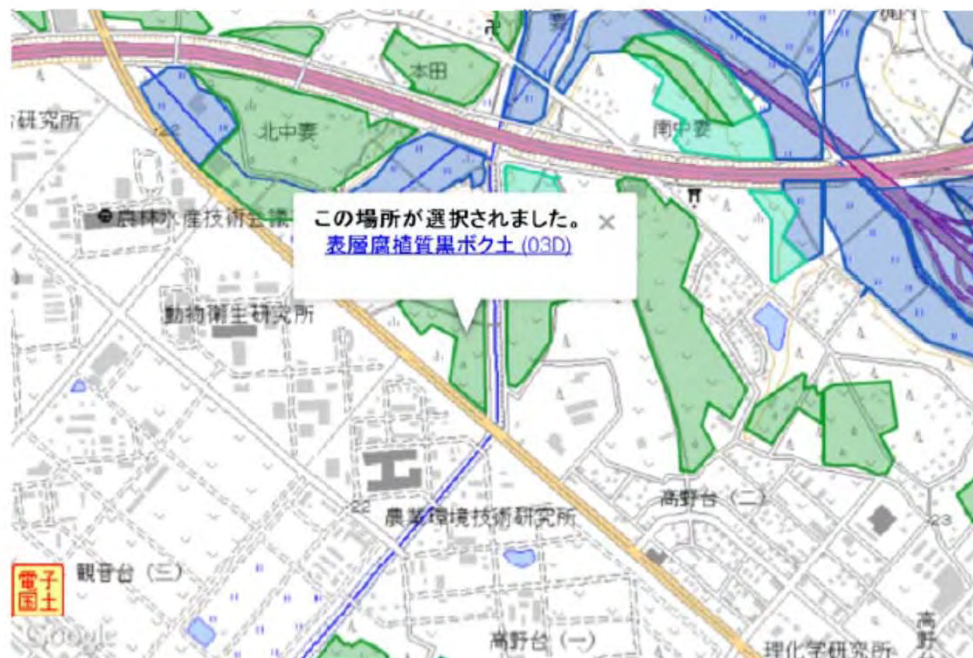 本田
南中妻
研究所
22
北中妻
農林水産技術会議
この場所が選択されました。
×
表層腐植質黒ボク土 (03D)
動物衛生研究所
22
農業環境技術研究所
高野台 (二)
23
電子
国土
観音台 (三)
Google
高野台 (一)
理化学研究所
高野